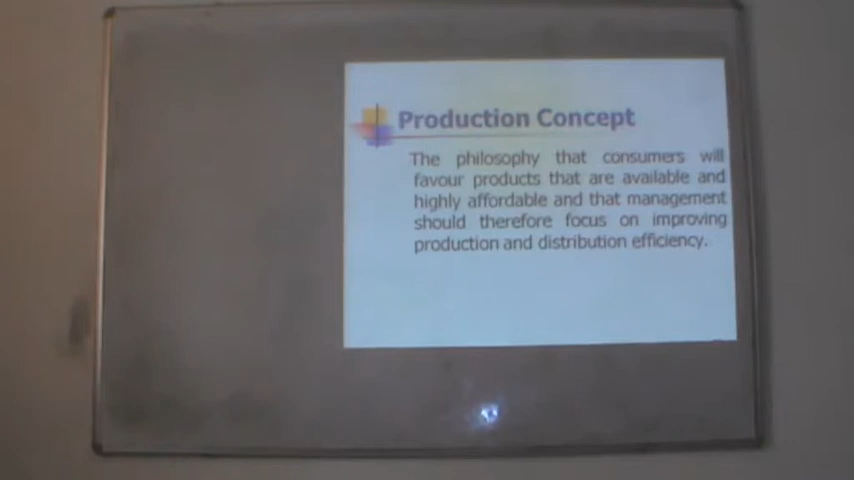 Production Concept
The philosophy that consumers will
favour products that are available and
highly affordable and that management
should therefore focus on improving
production and distribution efficiency.